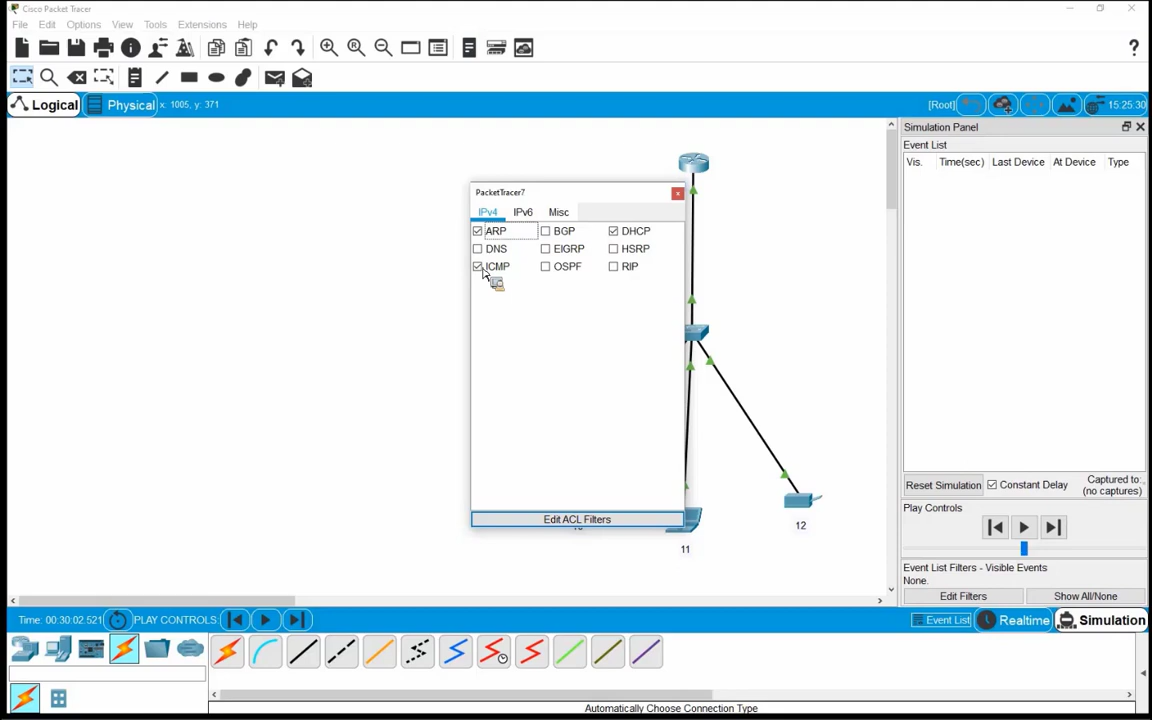 Cisco Packet Tracer
File Edit Options View Tools Extensions Help
?
Logical Physical x: 1005, y: 371 [Root] 15:25:30
Simulation Panel
Event List
Vis. Time(sec) Last Device At Device Type
PacketTracer7
IPv4 IPv6 Misc
ARP BGP DHCP
DNS EIGRP HSRP
ICMP OSPF RIP
Edit ACL Filters
11
12
Reset Simulation Constant Delay Captured to:
(no captures)
Play Controls
Event List Filters - Visible Events
None.
Edit Filters Show All/None
Time: 00:30:02.521 PLAY CONTROLS: Event List Realtime Simulation
Automatically Choose Connection Type